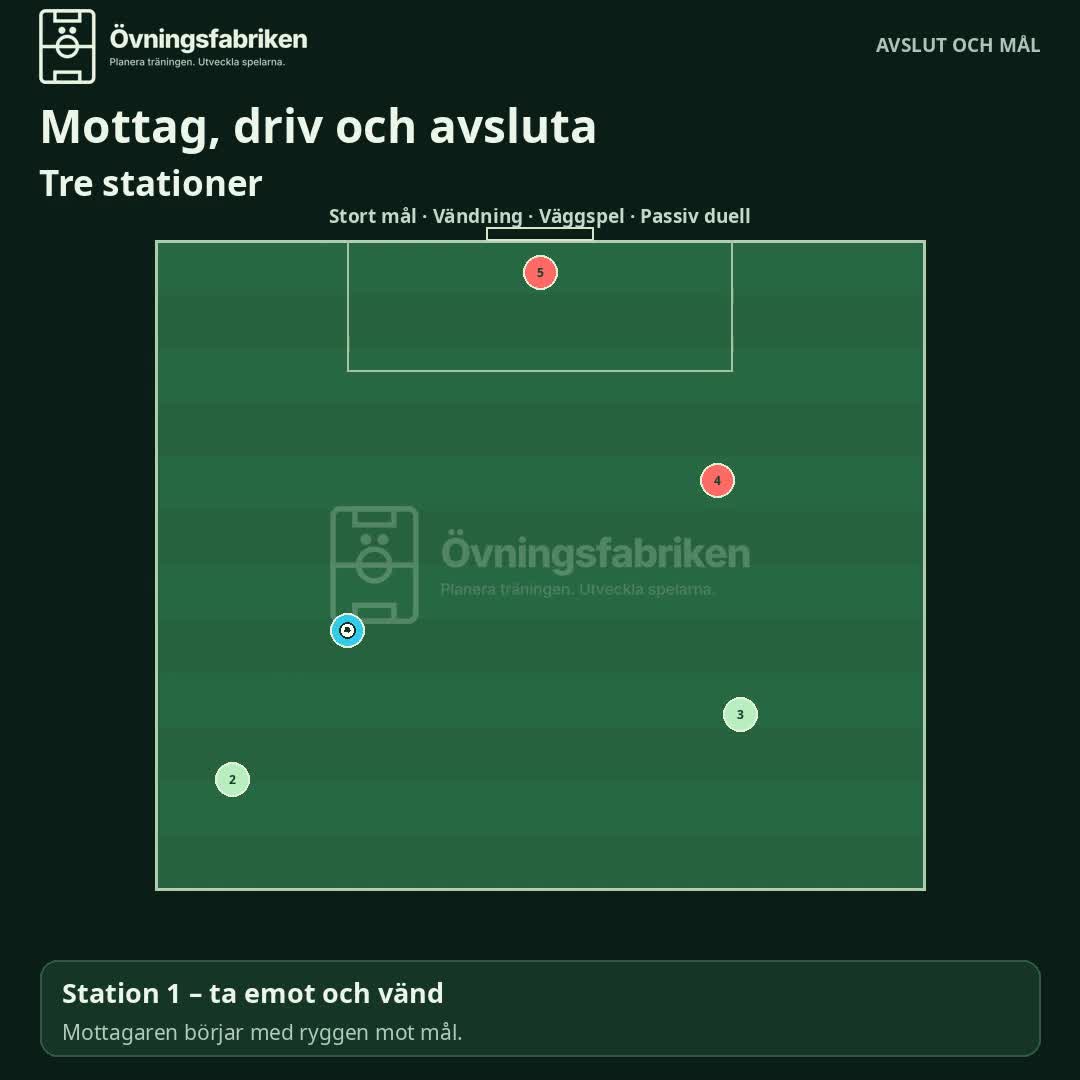 Övningsfabriken
Planera träningen. Utveckla spelarna.
AVSLUT OCH MÅL
Mottag, driv och avsluta
Tre stationer
Stort mål · Vändning · Väggspel · Passiv duell
5
4
Övningsfabriken
Planera träningen. Utveckla spelarna.
3
2
Station 1 – ta emot och vänd
Mottagaren börjar med ryggen mot mål.